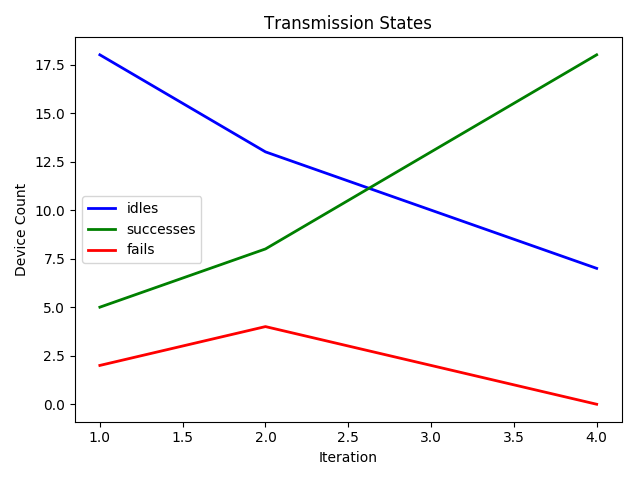 Transmission States
Device Count
17.5
15.0
12.5
10.0
7.5
5.0
2.5
0.0
idles
successes
fails
1.0 1.5 2.0 2.5 3.0 3.5 4.0
Iteration